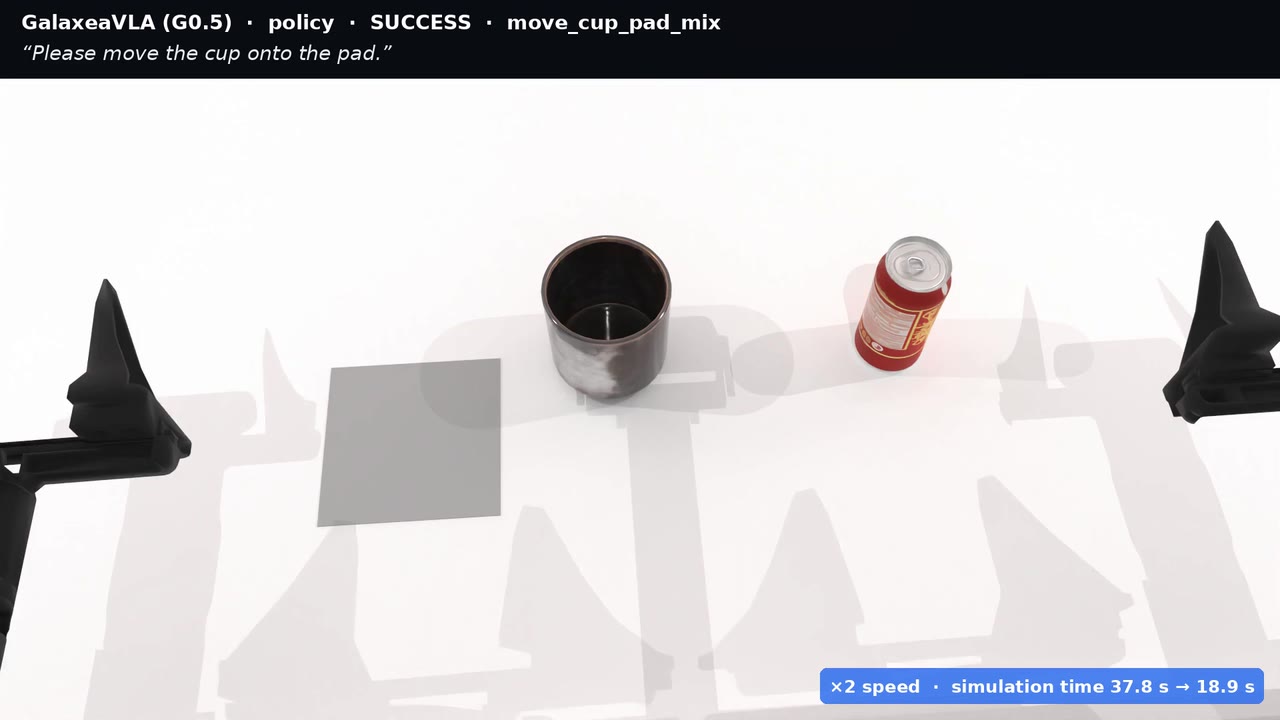 GalaxeaVLA (G0.5)  ·  policy  ·  SUCCESS  ·  move_cup_pad_mix
“Please move the cup onto the pad.”
×2 speed  ·  simulation time 37.8 s → 18.9 s